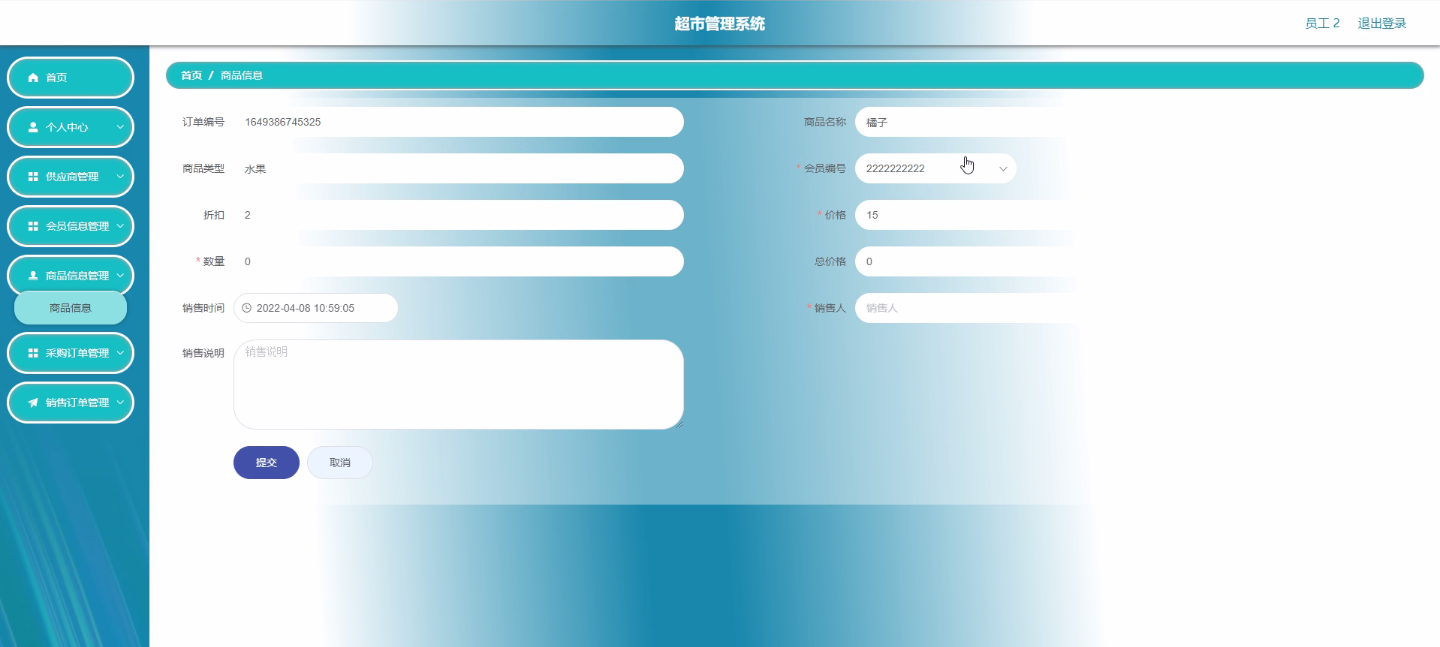 超市管理系统
员工 2 退出登录
首页
个人中心
供应商管理
会员信息管理
商品信息管理
商品信息
采购订单管理
销售订单管理
首页 / 商品信息
订单编号 1649386745325 商品名称 橘子
商品类型 水果 * 会员编号 2222222222
折扣 2 * 价格 15
* 数量 0 总价格 0
销售时间 2022-04-08 10:59:05 * 销售人 销售人
销售说明 销售说明
提交 取消